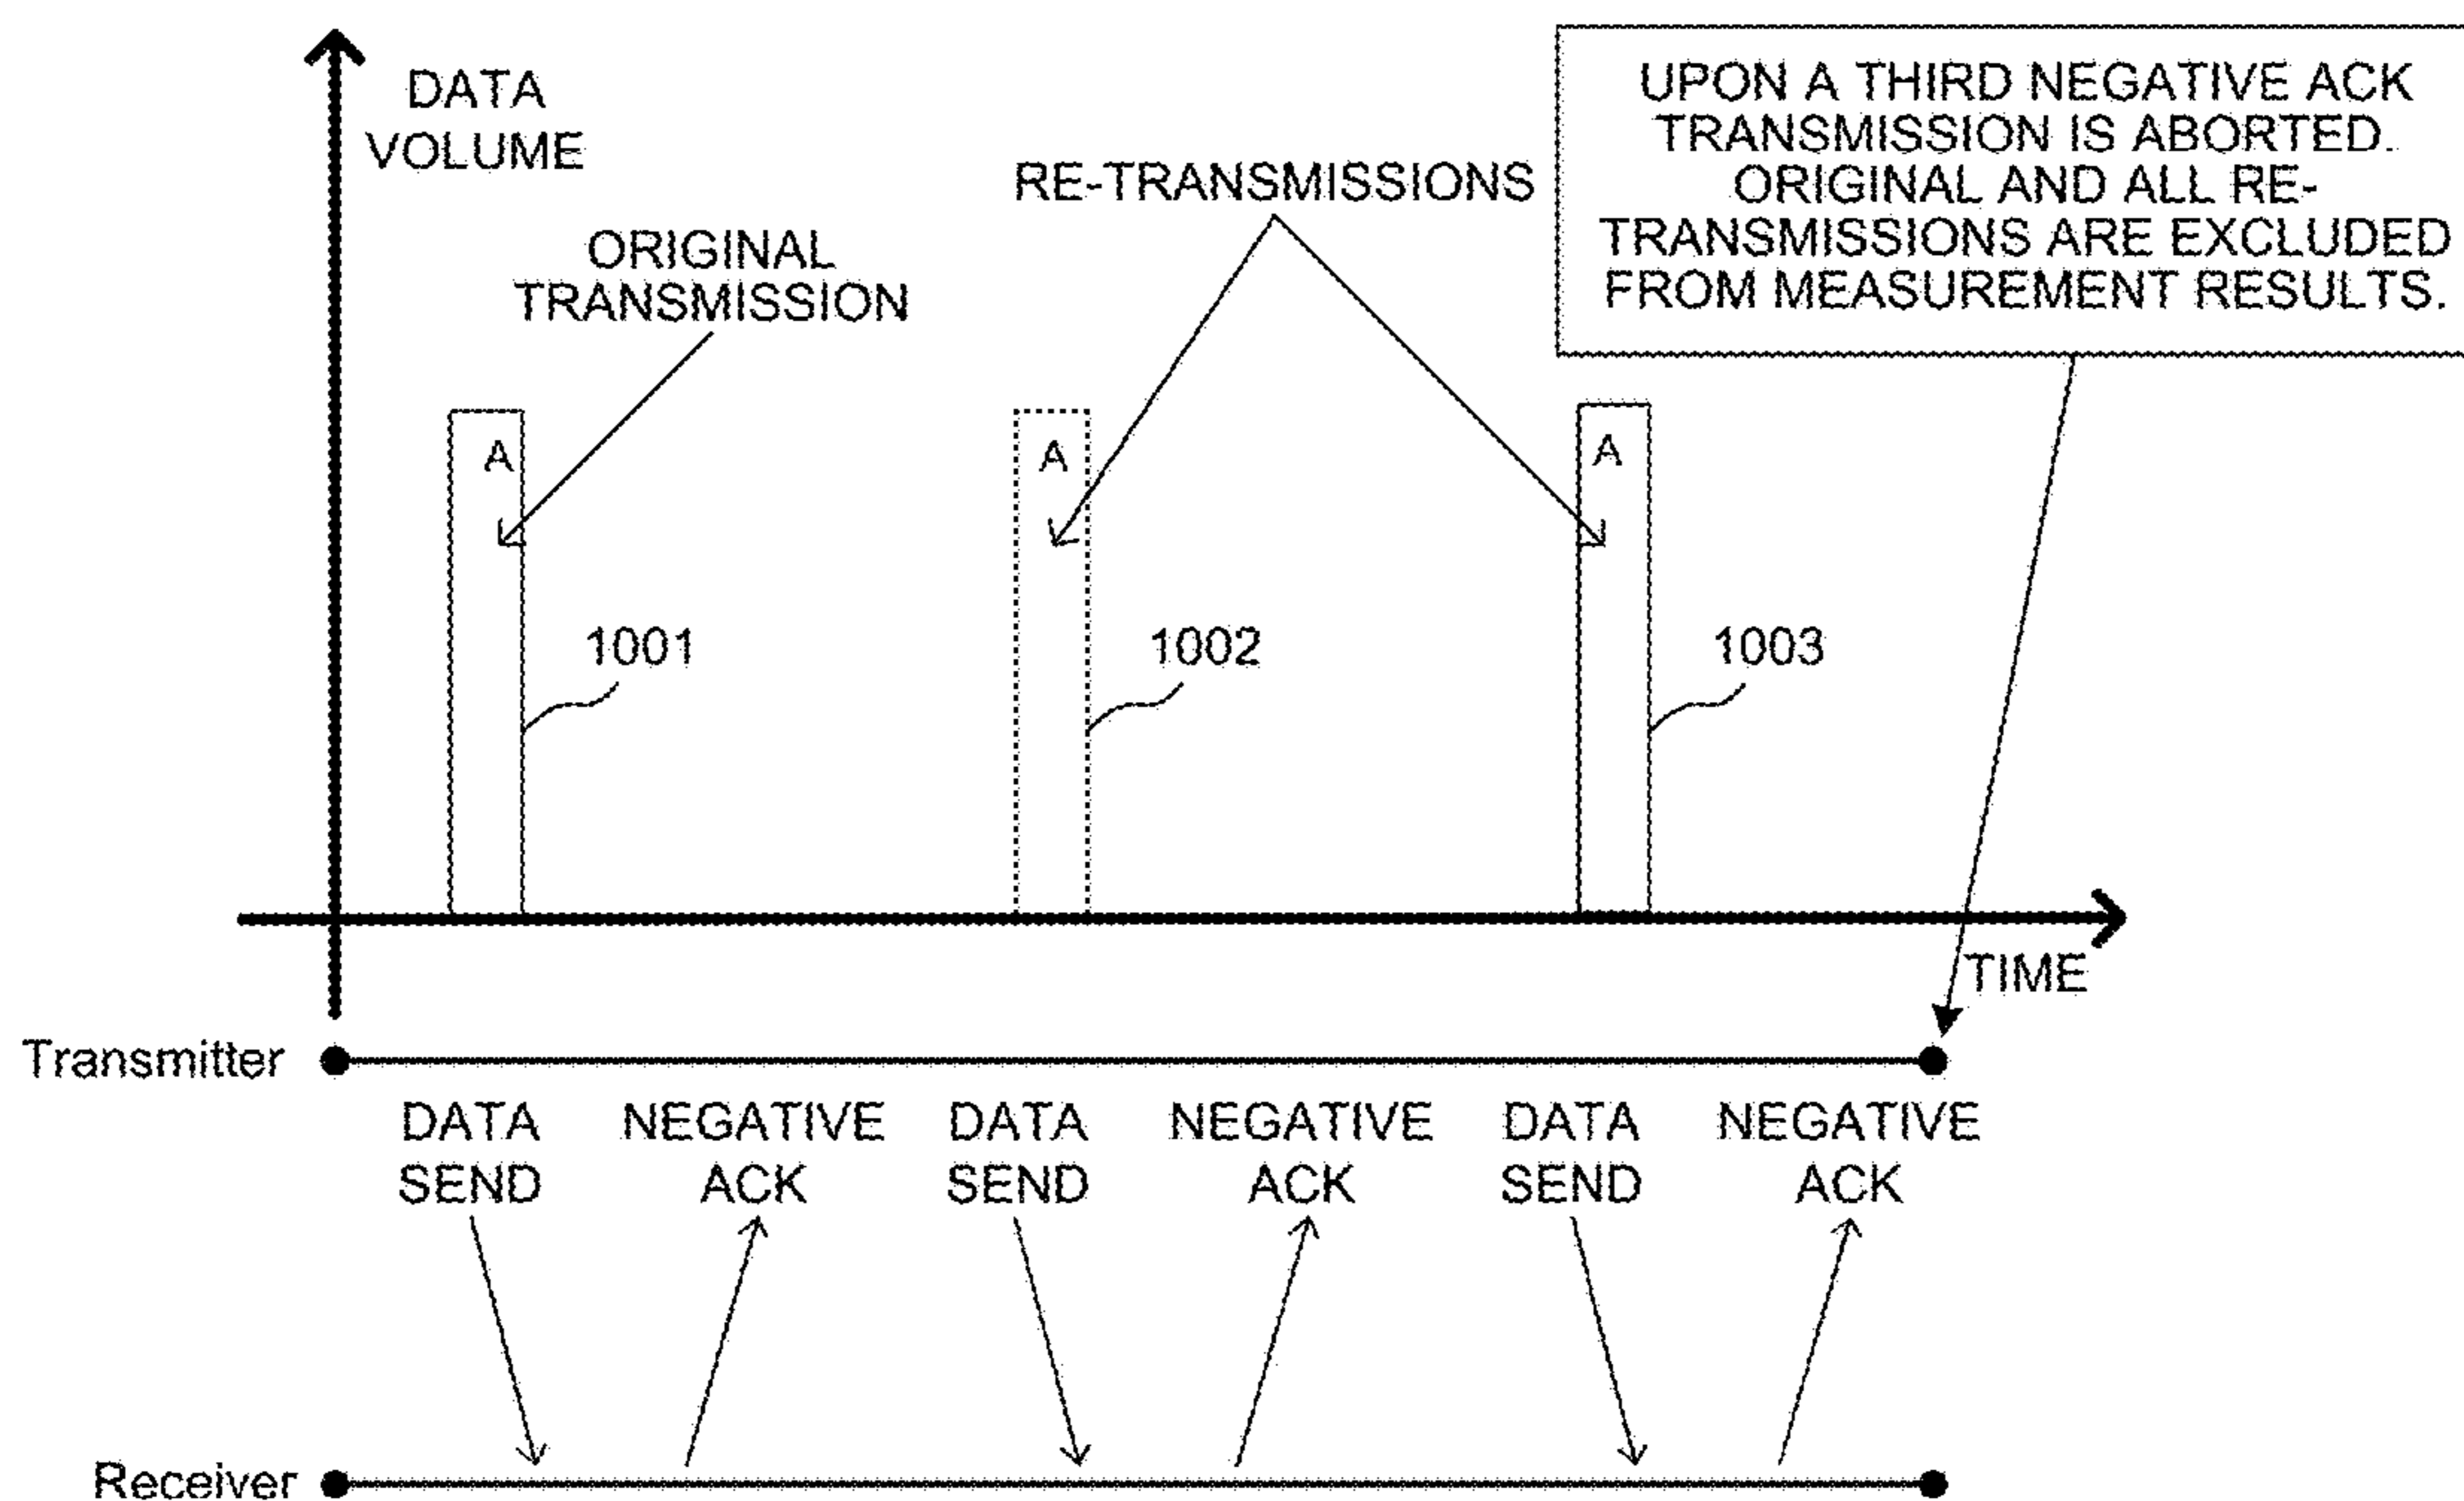 DATA
VOLUME
UPON A THIRD NEGATIVE ACK
TRANSMISSION IS ABORTED.
ORIGINAL AND ALL RE-
TRANSMISSIONS ARE EXCLUDED
FROM MEASUREMENT RESULTS.
RE-TRANSMISSIONS
ORIGINAL
TRANSMISSION
A
A
A
1001
1002
1003
TIME
Transmitter
DATA
SEND
NEGATIVE
ACK
DATA
SEND
NEGATIVE
ACK
DATA
SEND
NEGATIVE
ACK
Receiver